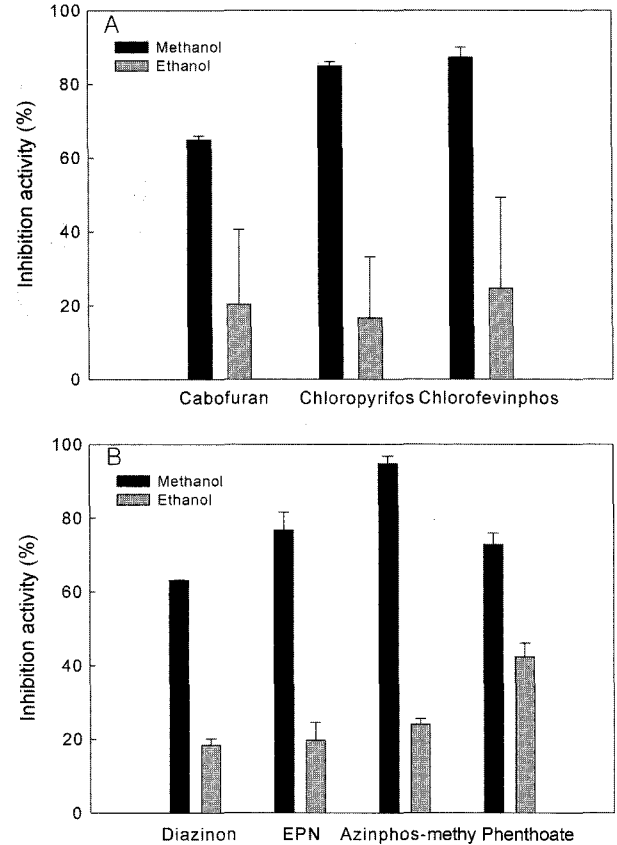 A
Methanol
Ethanol
Inhibition activity (%)
100
80
60
40
20
0
Cabofuran Chloropyrifos Chlorofevinphos
B
Methanol
Ethanol
Inhibition activity (%)
100
80
60
40
20
0
Diazinon EPN Azinphos-methy Phenthoate